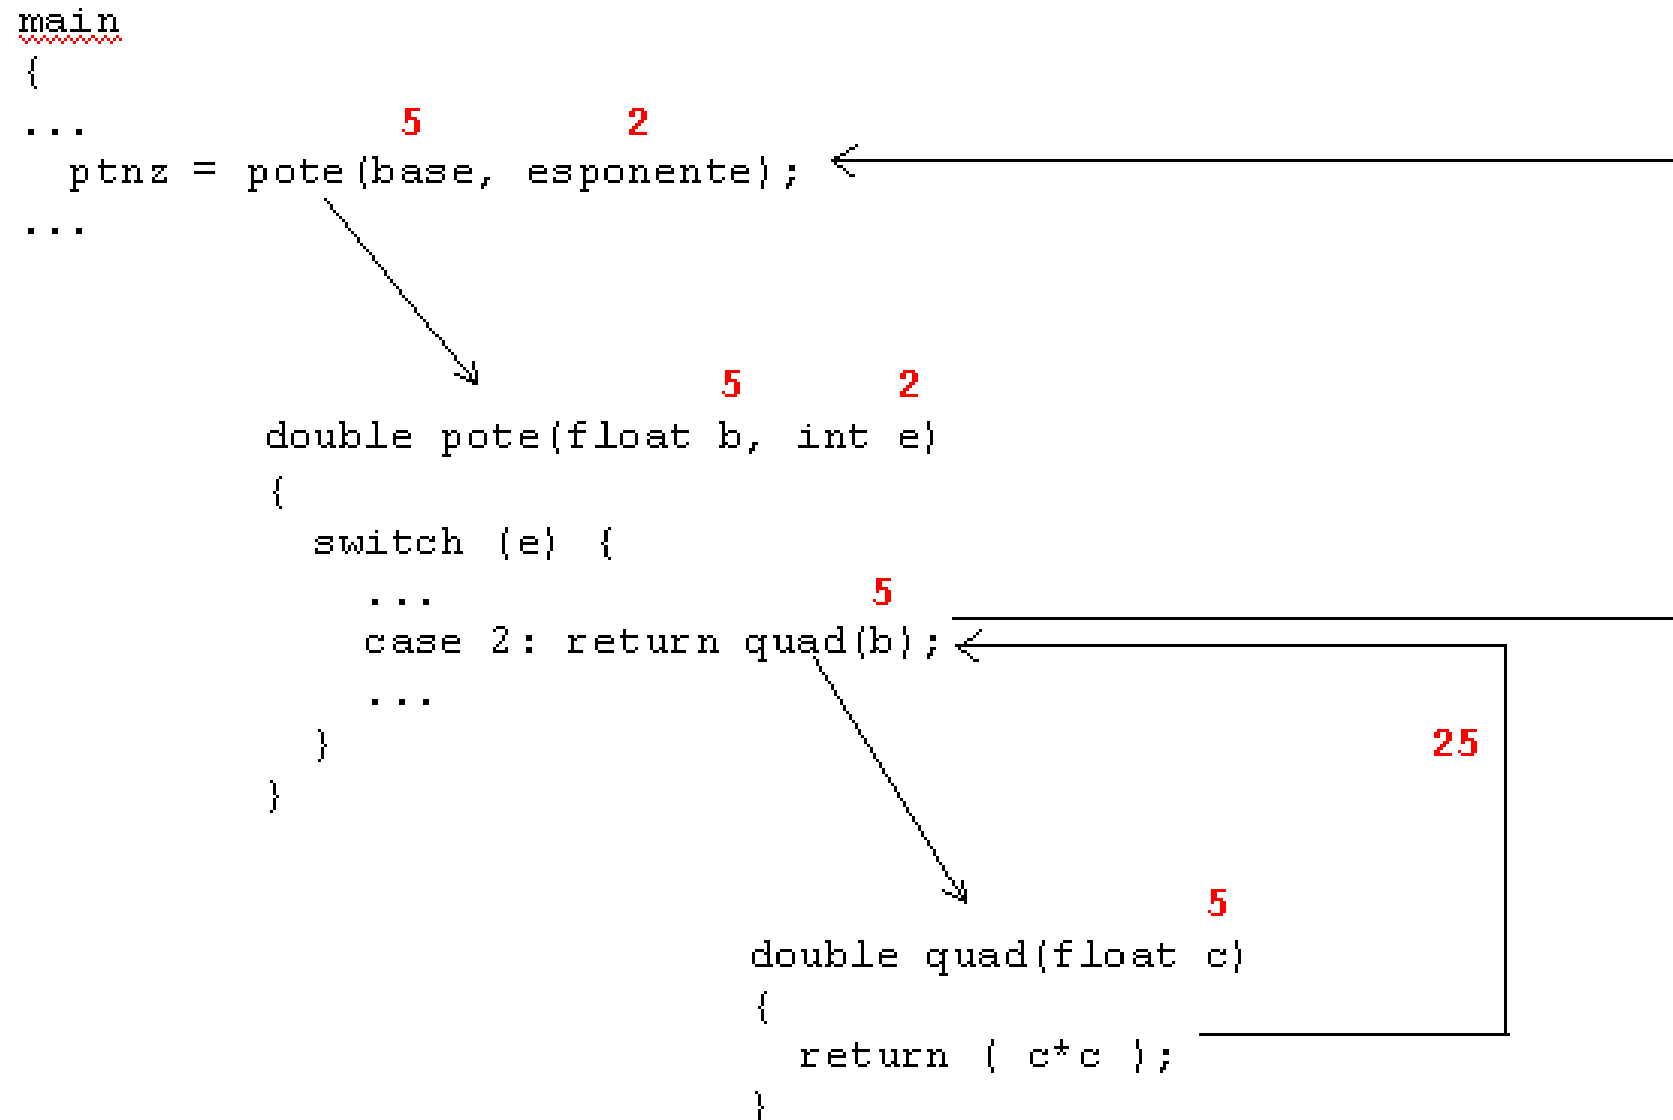 main
{
...
5 2
ptnz = pote(base, esponente);
...
5 2
double pote(float b, int e)
{
switch (e) {
...
5
case 2: return quad(b);
...
25
}
}
5
double quad(float c)
{
return ( c*c );
}